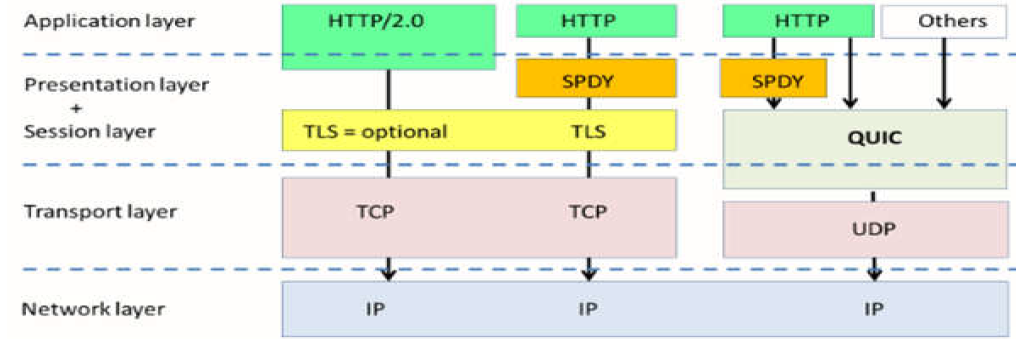 Application layer
HTTP/2.0
HTTP
HTTP
Others
Presentation layer
+
Session layer
SPDY
SPDY
TLS = optional
TLS
QUIC
Transport layer
TCP
TCP
UDP
Network layer
IP
IP
IP